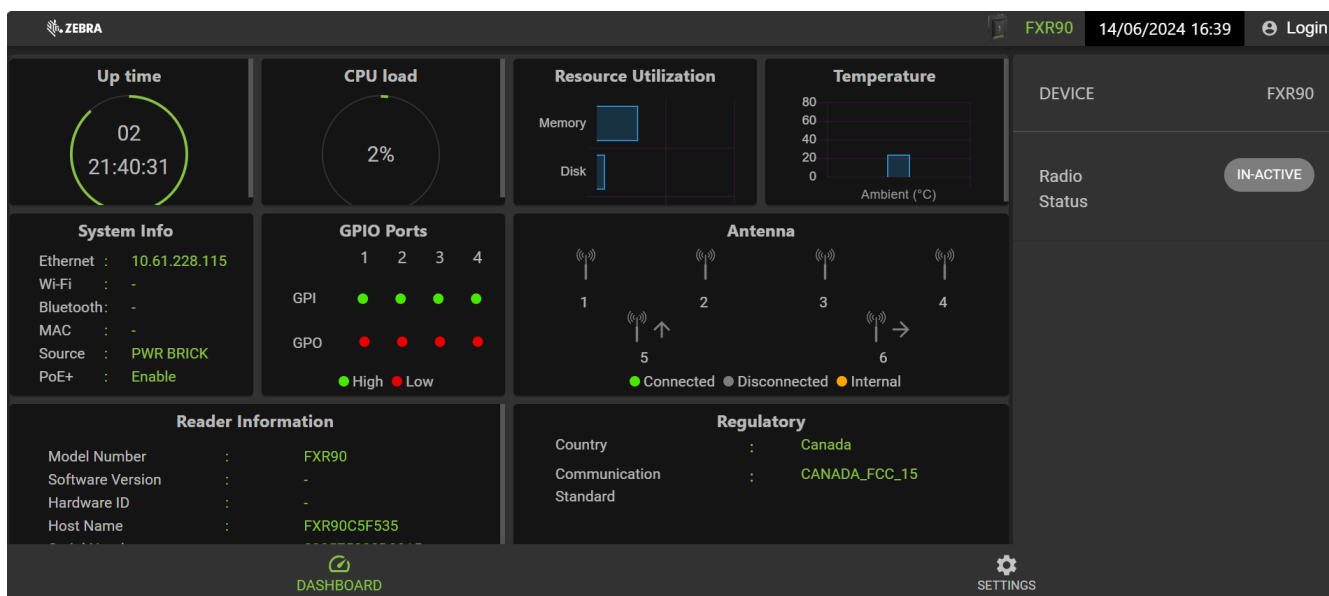 ZEBRA
FXR90
14/06/2024 16:39
Login
Up time
02
21:40:31
CPU load
2%
Resource Utilization
Memory
Disk
Temperature
80
60
40
20
0
Ambient (°C)
DEVICE FXR90
Radio
Status
IN-ACTIVE
System Info
Ethernet : 10.61.228.115
Wi-Fi : -
Bluetooth : -
MAC : -
Source : PWR BRICK
PoE+ : Enable
GPIO Ports
1 2 3 4
GPI
GPO
High Low
Antenna
1 2 3 4
5 6
Connected Disconnected Internal
Reader Information
Model Number : FXR90
Software Version : -
Hardware ID : -
Host Name : FXR90C5F535
Regulatory
Country : Canada
Communication : CANADA_FCC_15
Standard
DASHBOARD
SETTINGS